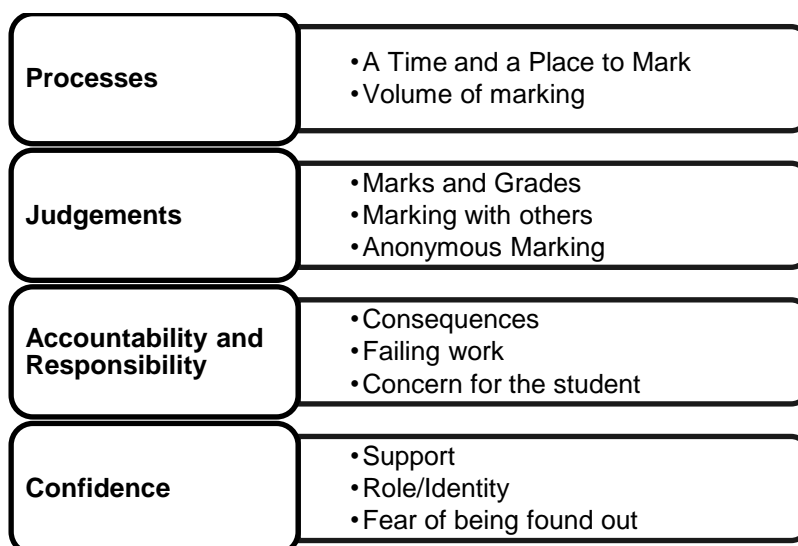 Processes
•A Time and a Place to Mark
•Volume of marking
Judgements
•Marks and Grades
•Marking with others
•Anonymous Marking
Accountability and
Responsibility
•Consequences
•Failing work
•Concern for the student
Confidence
•Support
•Role/Identity
•Fear of being found out